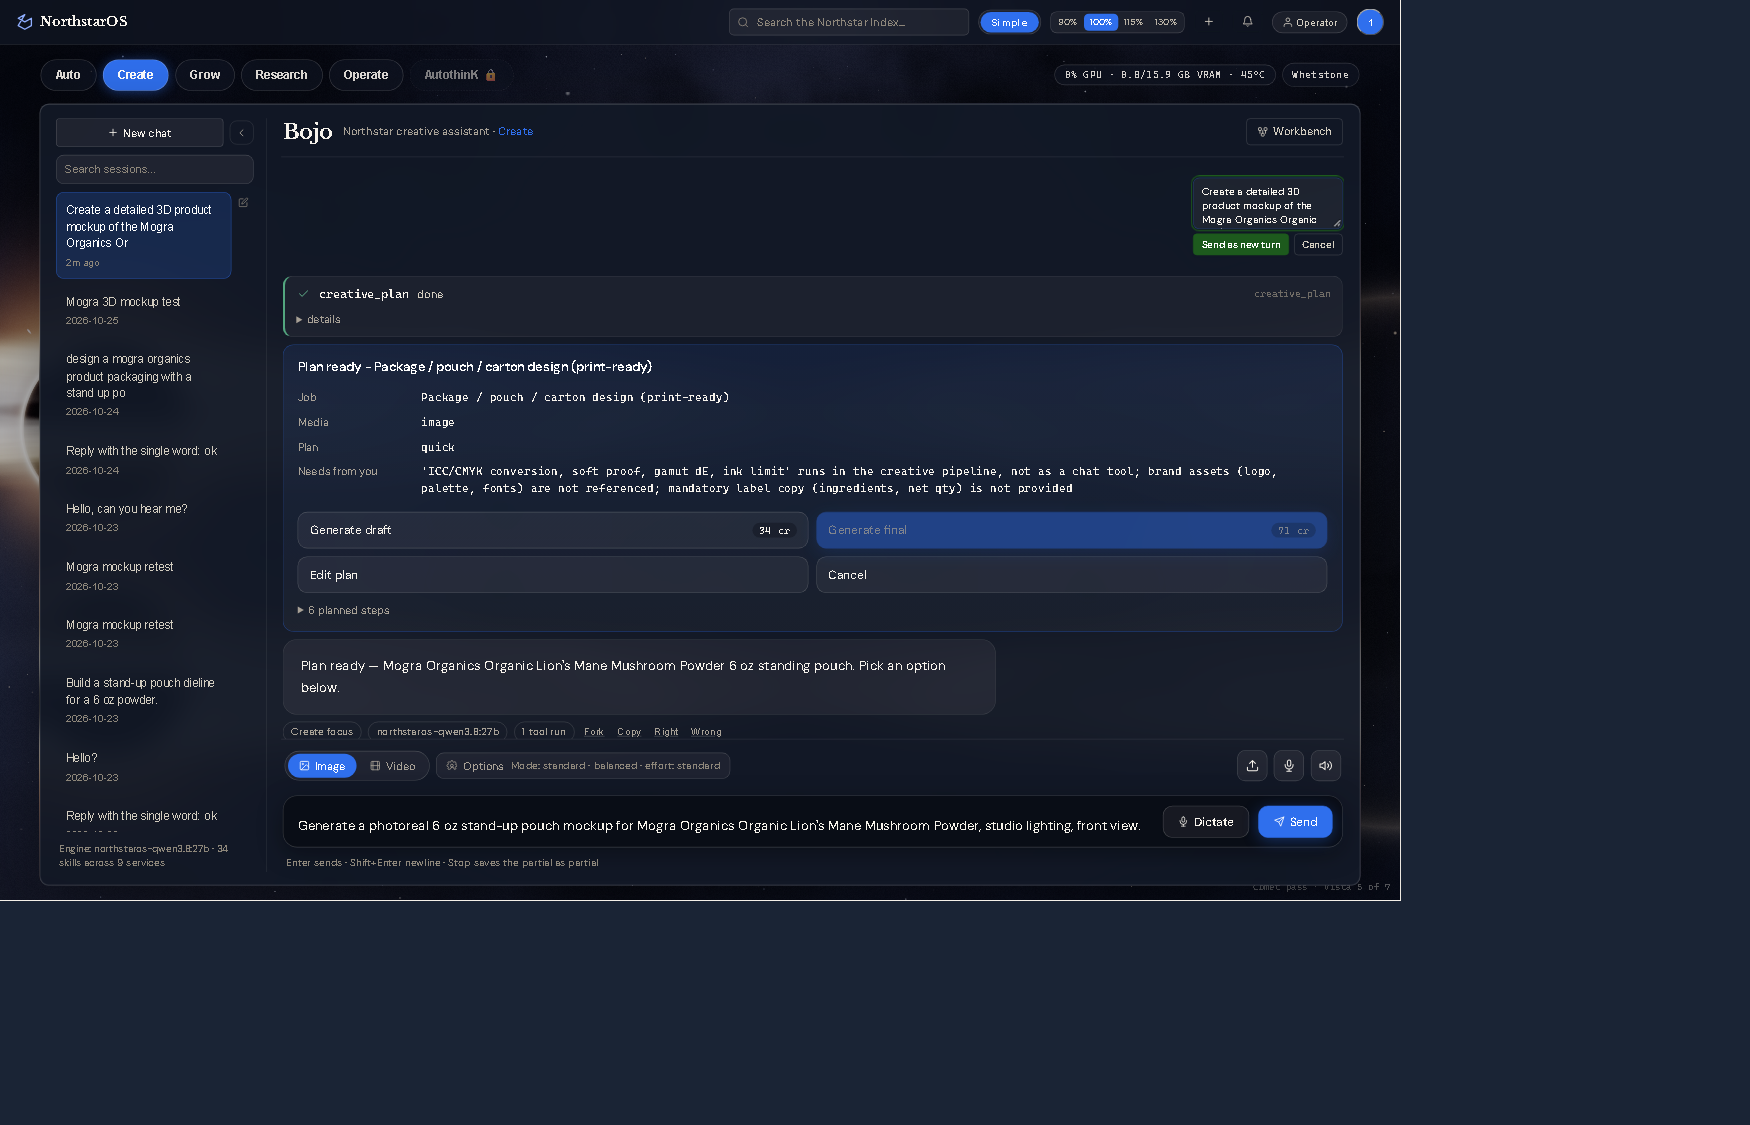 NorthstarOS
Search the Northstar Index...
Simple
90% 100% 115% 130%
+
Operator
1
Auto
Create
Grow
Research
Operate
AutothinK
0% GPU · 0.8/15.9 GB VRAM · 45°C
Whetstone
+ New chat
Search sessions...
Create a detailed 3D product
mockup of the Mogra
Organics Or
2m ago
Mogra 3D mockup test
2026-10-25
design a mogra organics
product packaging with a
stand up po
2026-10-24
Reply with the single word: ok
2026-10-24
Hello, can you hear me?
2026-10-23
Mogra mockup retest
2026-10-23
Mogra mockup retest
2026-10-23
Build a stand-up pouch dieline
for a 6 oz powder.
2026-10-23
Hello?
2026-10-23
Reply with the single word: ok
Engine: northstaros-qwen3.8:27b · 34
skills across 9 services
Bojo
Northstar creative assistant · Create
Workbench
Create a detailed 3D
product mockup of the
Mogra Organics Organic
Send as new turn
Cancel
creative_plan done
creative_plan
details
Plan ready - Package / pouch / carton design (print-ready)
Job
Package / pouch / carton design (print-ready)
Media
image
Plan
quick
Needs from you
'ICC/CMYK conversion, soft proof, gamut dE, ink limit' runs in the creative pipeline, not as a chat tool; brand assets (logo,
palette, fonts) are not referenced; mandatory label copy (ingredients, net qty) is not provided
Generate draft
34 cr
Generate final
71 cr
Edit plan
Cancel
6 planned steps
Plan ready — Mogra Organics Organic Lion's Mane Mushroom Powder 6 oz standing pouch. Pick an option
below.
Create focus
northstaros-qwen3.8:27b
1 tool run
Fork
Copy
Right
Wrong
Image
Video
Options
Mode: standard · balanced · effort: standard
Generate a photoreal 6 oz stand-up pouch mockup for Mogra Organics Organic Lion's Mane Mushroom Powder, studio lighting, front view.
Dictate
Send
Enter sends · Shift+Enter newline · Stop saves the partial as partial
Comet pass · Vista 5 of 7